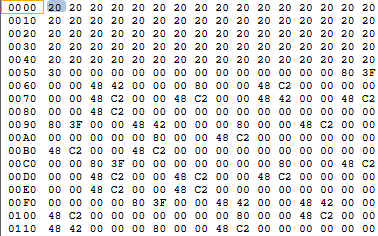 0000 20 20 20 20 20 20 20 20 20 20 20 20 20 20 20 20
0010 20 20 20 20 20 20 20 20 20 20 20 20 20 20 20 20
0020 20 20 20 20 20 20 20 20 20 20 20 20 20 20 20 20
0030 20 20 20 20 20 20 20 20 20 20 20 20 20 20 20 20
0040 20 20 20 20 20 20 20 20 20 20 20 20 20 20 20 20
0050 30 00 00 00 00 00 00 00 00 00 00 00 00 00 80 3F
0060 00 00 48 42 00 00 00 80 00 00 48 C2 00 00 00 00
0070 00 00 48 C2 00 00 48 C2 00 00 48 42 00 00 48 C2
0080 00 00 48 C2 00 00 00 00 00 00 00 00 00 00 00 00
0090 80 3F 00 00 48 42 00 00 00 80 00 00 48 C2 00 00
00A0 00 00 00 00 00 80 00 00 48 C2 00 00 00 00 00 00
00B0 48 C2 00 00 48 C2 00 00 00 00 00 00 00 00 00 00
00C0 00 00 80 3F 00 00 00 00 00 00 00 80 00 00 48 C2
00D0 00 00 48 C2 00 00 48 C2 00 00 48 C2 00 00 00 00
00E0 00 00 48 C2 00 00 48 C2 00 00 00 00 00 00 00 00
00F0 00 00 00 00 80 3F 00 00 48 42 00 00 48 42 00 00
0100 48 C2 00 00 00 00 00 00 00 80 00 00 48 C2 00 00
0110 48 42 00 00 00 80 00 00 48 C2 00 00 00 00 00 00